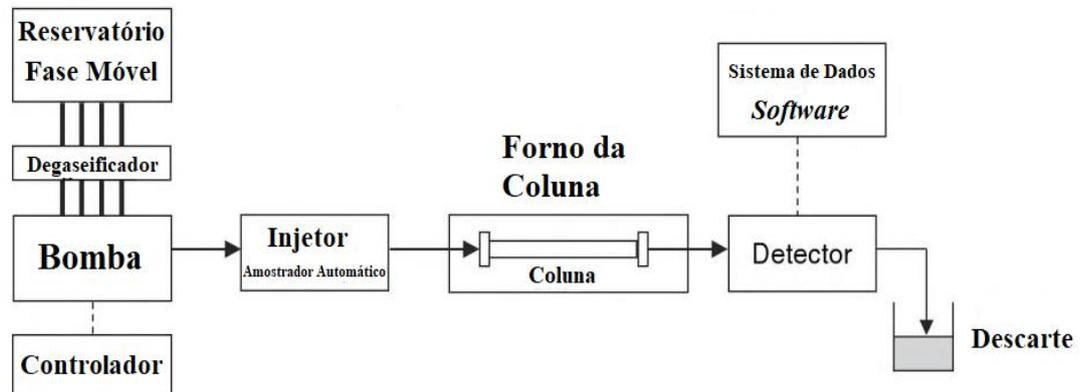 Reservatório
Fase Móvel
Degaseificador
Bomba
Controlador
Injetor
Amostrador Automático
Forno da
Coluna
Coluna
Sistema de Dados
Software
Detector
Descarte